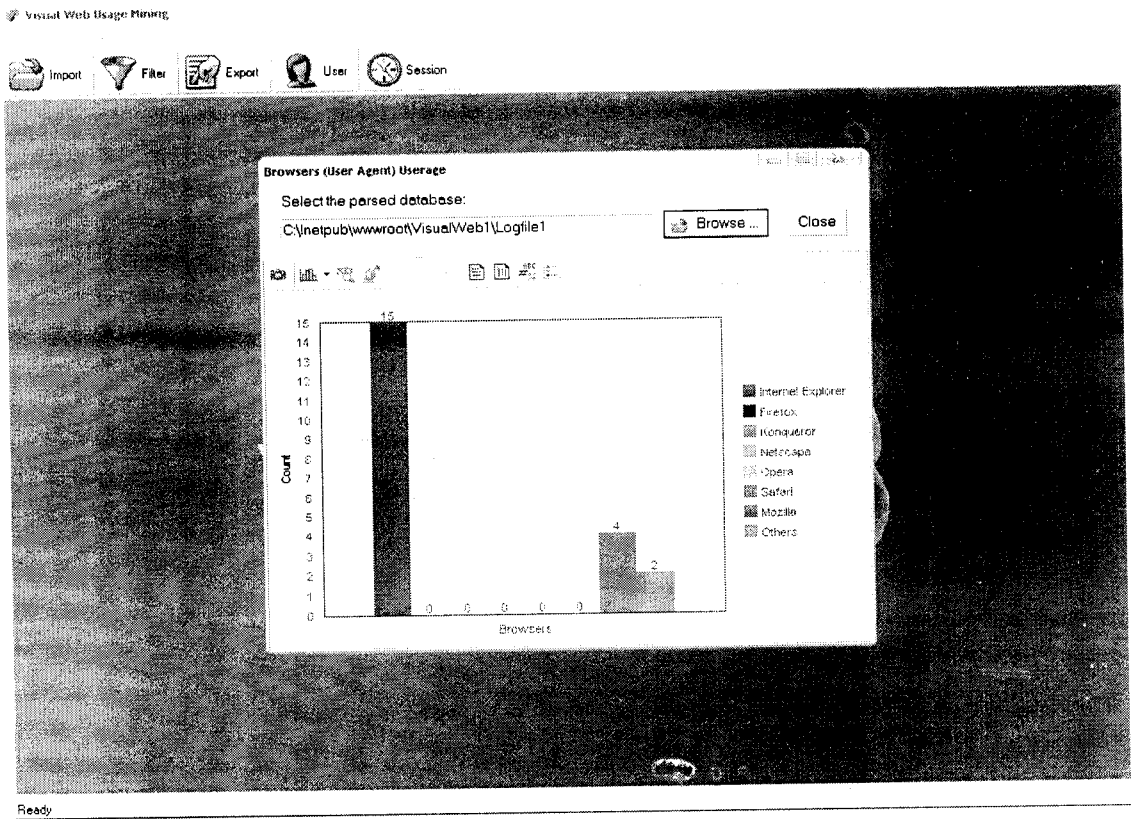 Visual Web Usage Mining
Import Filter Export User Session
Browsers (User Agent) Userage
Select the parsed database:
C:\Inetpub\wwwroot\VisualWeb1\Logfile1
Browse ...
Close
15
14
13
12
11
10
9
8
7
6
5
4
3
2
1
0
Count
15
0
0
0
0
0
4
2
Browsers
Internet Explorer
Firefox
Konqueror
Netscape
Opera
Safari
Mozilla
Others
Ready